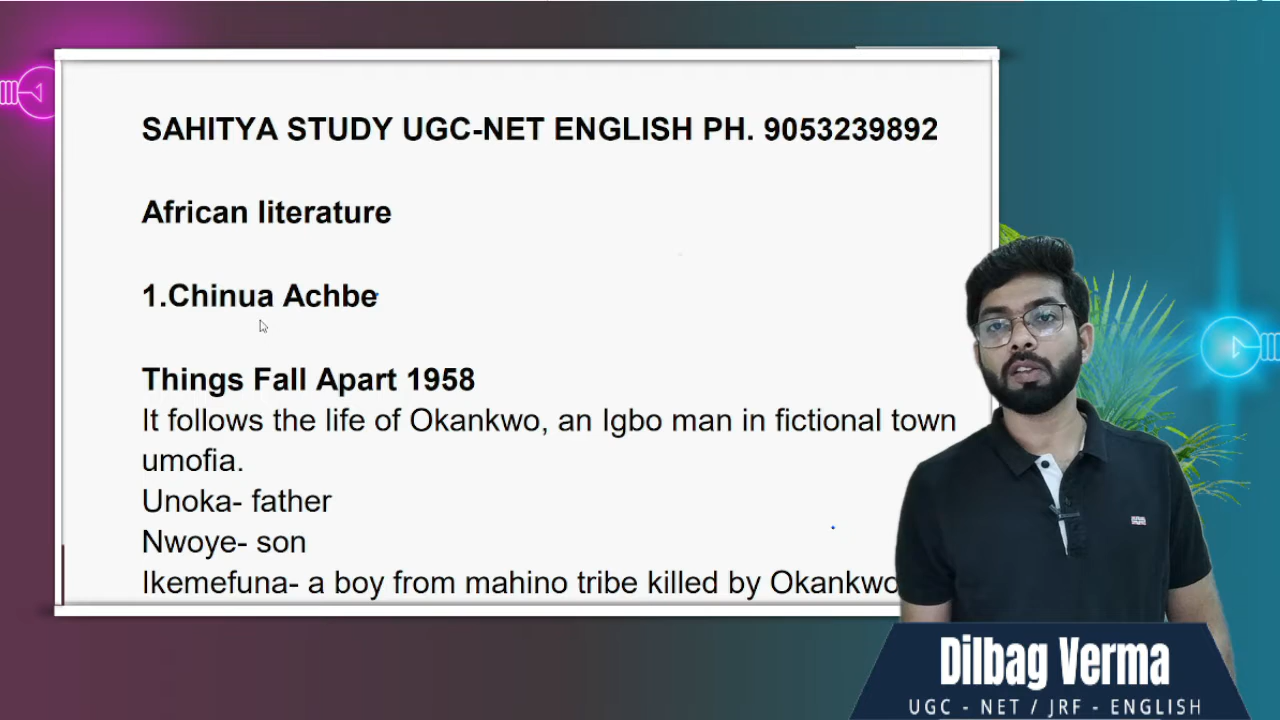 SAHITYA STUDY UGC-NET ENGLISH PH. 9053239892
African literature
1.Chinua Achbe
Things Fall Apart 1958
It follows the life of Okankwo, an Igbo man in fictional town
umofia.
Unoka- father
Nwoye- son
Ikemefuna- a boy from mahino tribe killed by Okankwo
Dilbag Verma
UGC - NET / JRF - ENGLISH